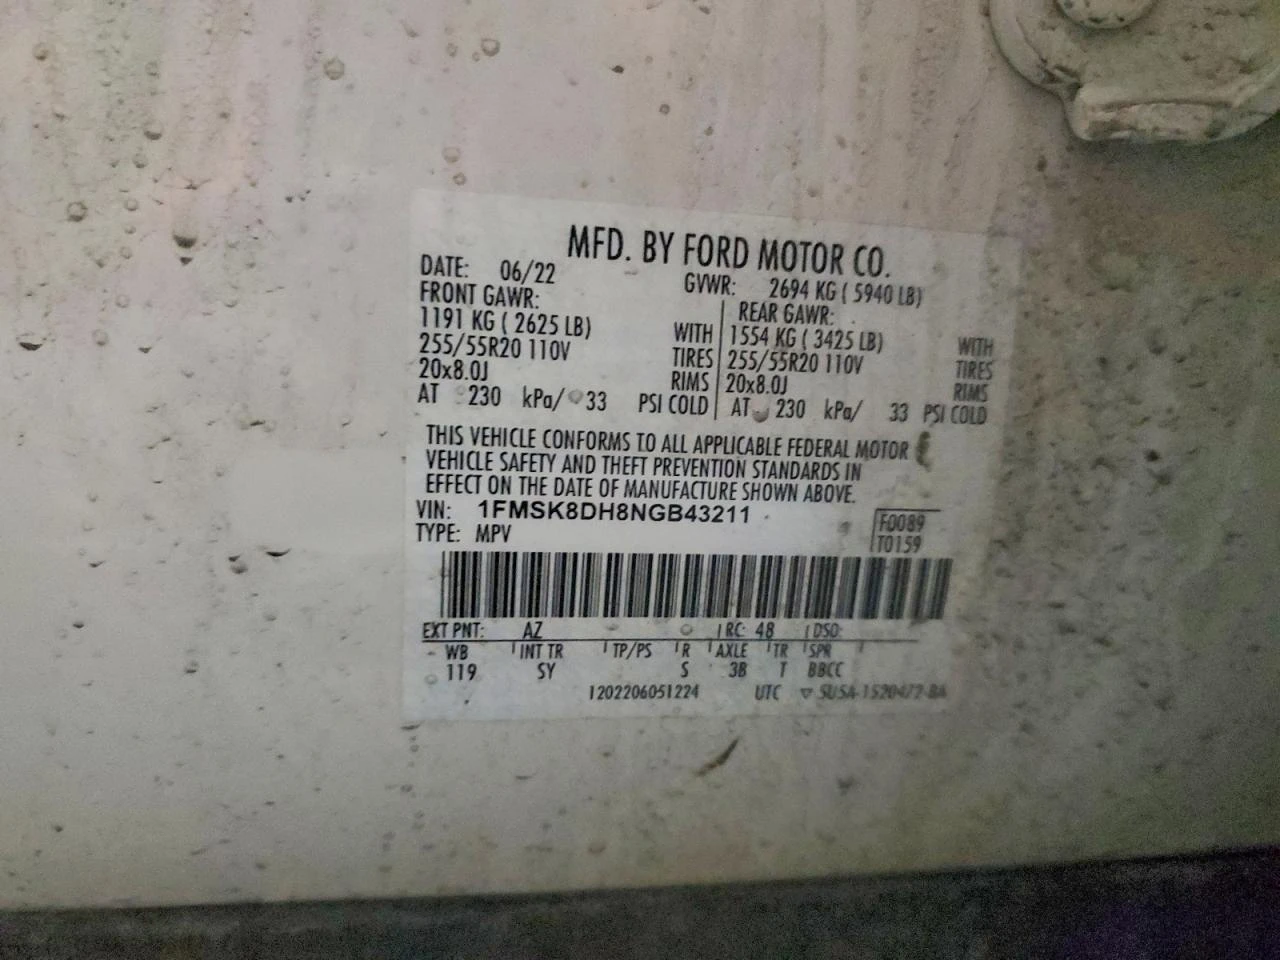 MFD. BY FORD MOTOR CO.
DATE: 06/22 GVWR: 2694 KG ( 5940 LB)
FRONT GAWR: REAR GAWR:
1191 KG ( 2625 LB) WITH 1554 KG ( 3425 LB) WITH
255/55R20 110V TIRES 255/55R20 110V TIRES
20x8.0J RIMS 20x8.0J RIMS
AT 230 kPa/ 33 PSI COLD AT 230 kPa/ 33 PSI COLD
THIS VEHICLE CONFORMS TO ALL APPLICABLE FEDERAL MOTOR
VEHICLE SAFETY AND THEFT PREVENTION STANDARDS IN
EFFECT ON THE DATE OF MANUFACTURE SHOWN ABOVE.
VIN: 1FMSK8DH8NGB43211 F0089
TYPE: MPV T0159
EXT PNT: AZ RC: 48 DSO:
WB INT TR TP/PS R AXLE TR SPR
119 SY S 3B T BBCC
1202206051224 UTC ▽ SU5A-1520472-BA